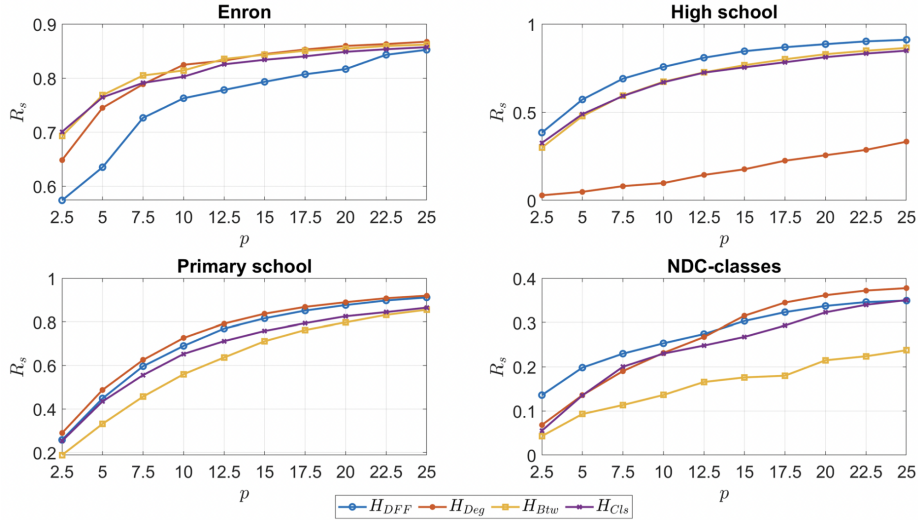 Enron
0.9
0.8
0.7
0.6
R_s
2.5 5 7.5 10 12.5 15 17.5 20 22.5 25
p
High school
1
0.5
0
R_s
2.5 5 7.5 10 12.5 15 17.5 20 22.5 25
p
Primary school
1
0.8
0.6
0.4
0.2
R_s
2.5 5 7.5 10 12.5 15 17.5 20 22.5 25
p
NDC-classes
0.4
0.3
0.2
0.1
0
R_s
2.5 5 7.5 10 12.5 15 17.5 20 22.5 25
p
H_DFF H_Deg H_Btw H_Cls